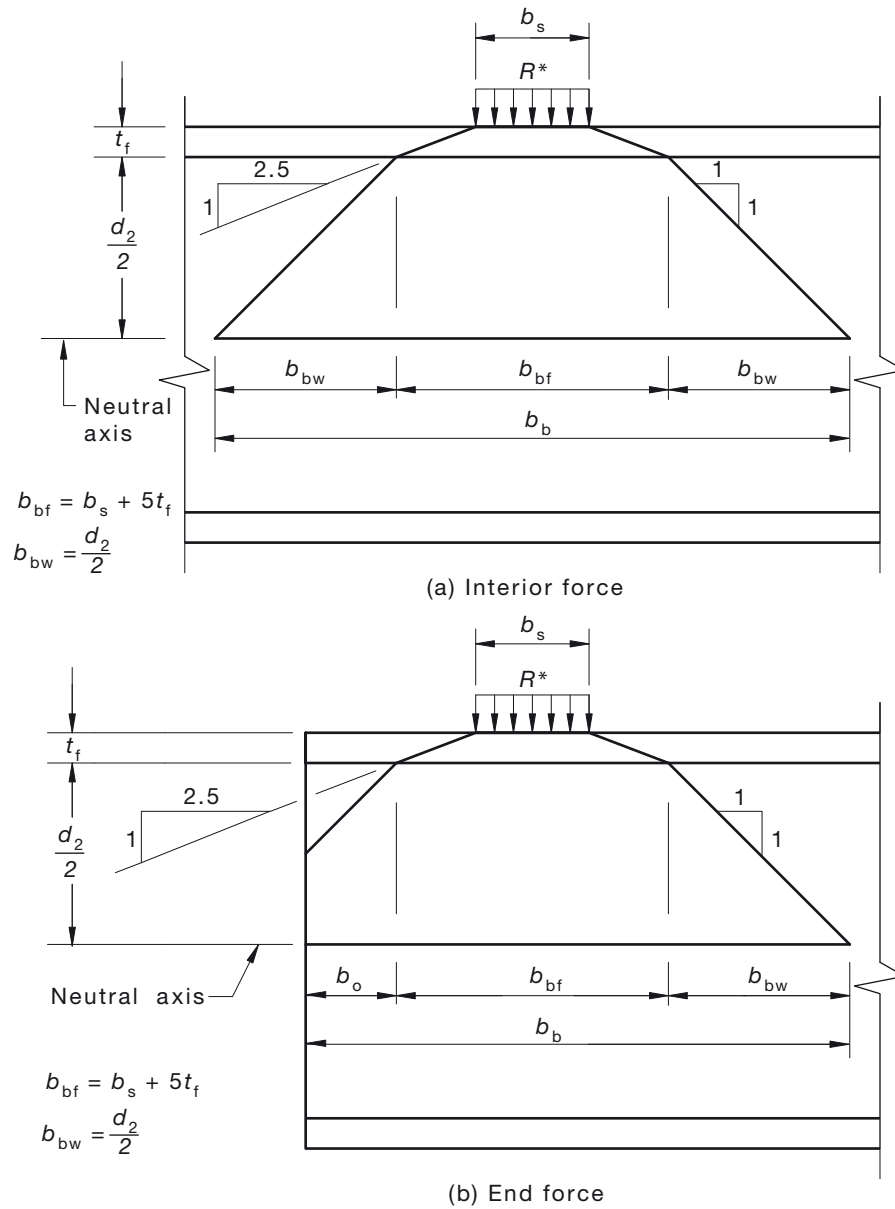 b_s
R*
t_f
2.5
1
1
1
d_2/2
b_bw
b_bf
b_bw
b_b
Neutral
axis
b_bf = b_s + 5t_f
b_bw = d_2/2
(a) Interior force
b_s
R*
t_f
2.5
1
1
1
d_2/2
b_o
b_bf
b_bw
b_b
Neutral axis
b_bf = b_s + 5t_f
b_bw = d_2/2
(b) End force